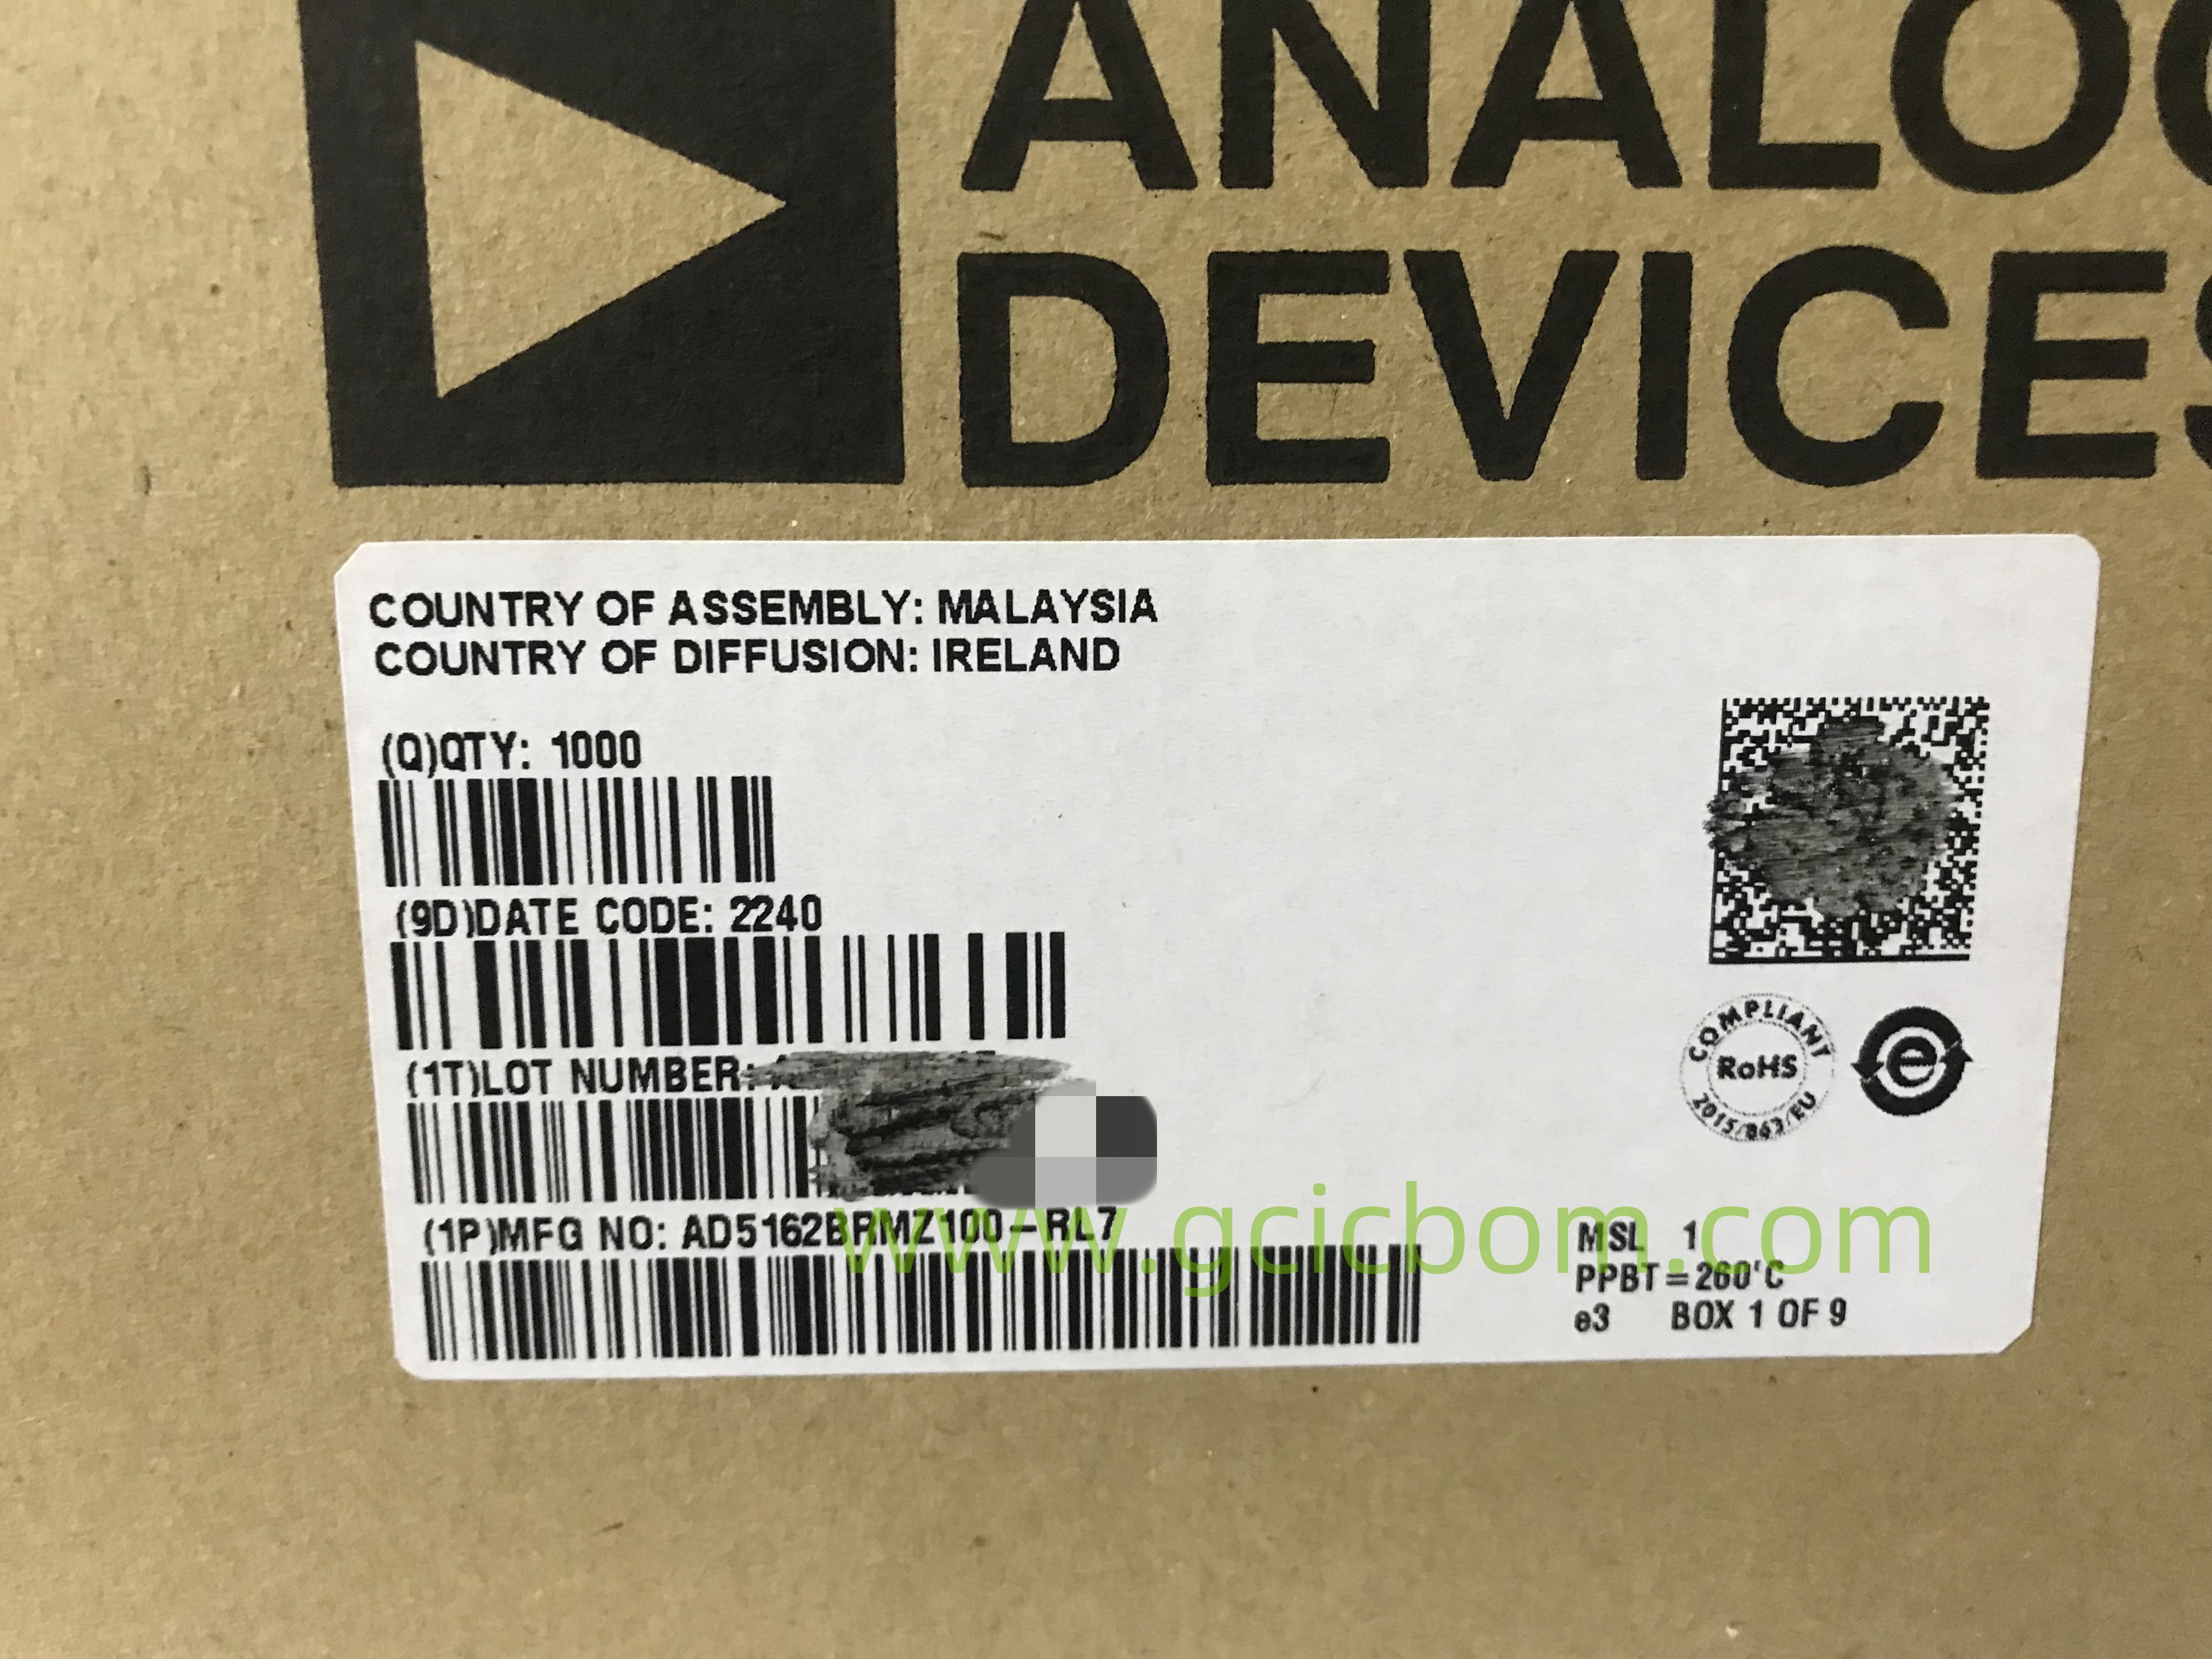 ANALOG
DEVICES
COUNTRY OF ASSEMBLY: MALAYSIA
COUNTRY OF DIFFUSION: IRELAND
(Q)QTY: 1000
(9D)DATE CODE: 2240
(1T)LOT NUMBER:
COMPLIANT
RoHS
2015/863/EU
e
(1P)MFG NO: AD5162BRMZ100-RL7
www.gcicbom.com
MSL 1
PPBT=260'C
e3 BOX 1 OF 9